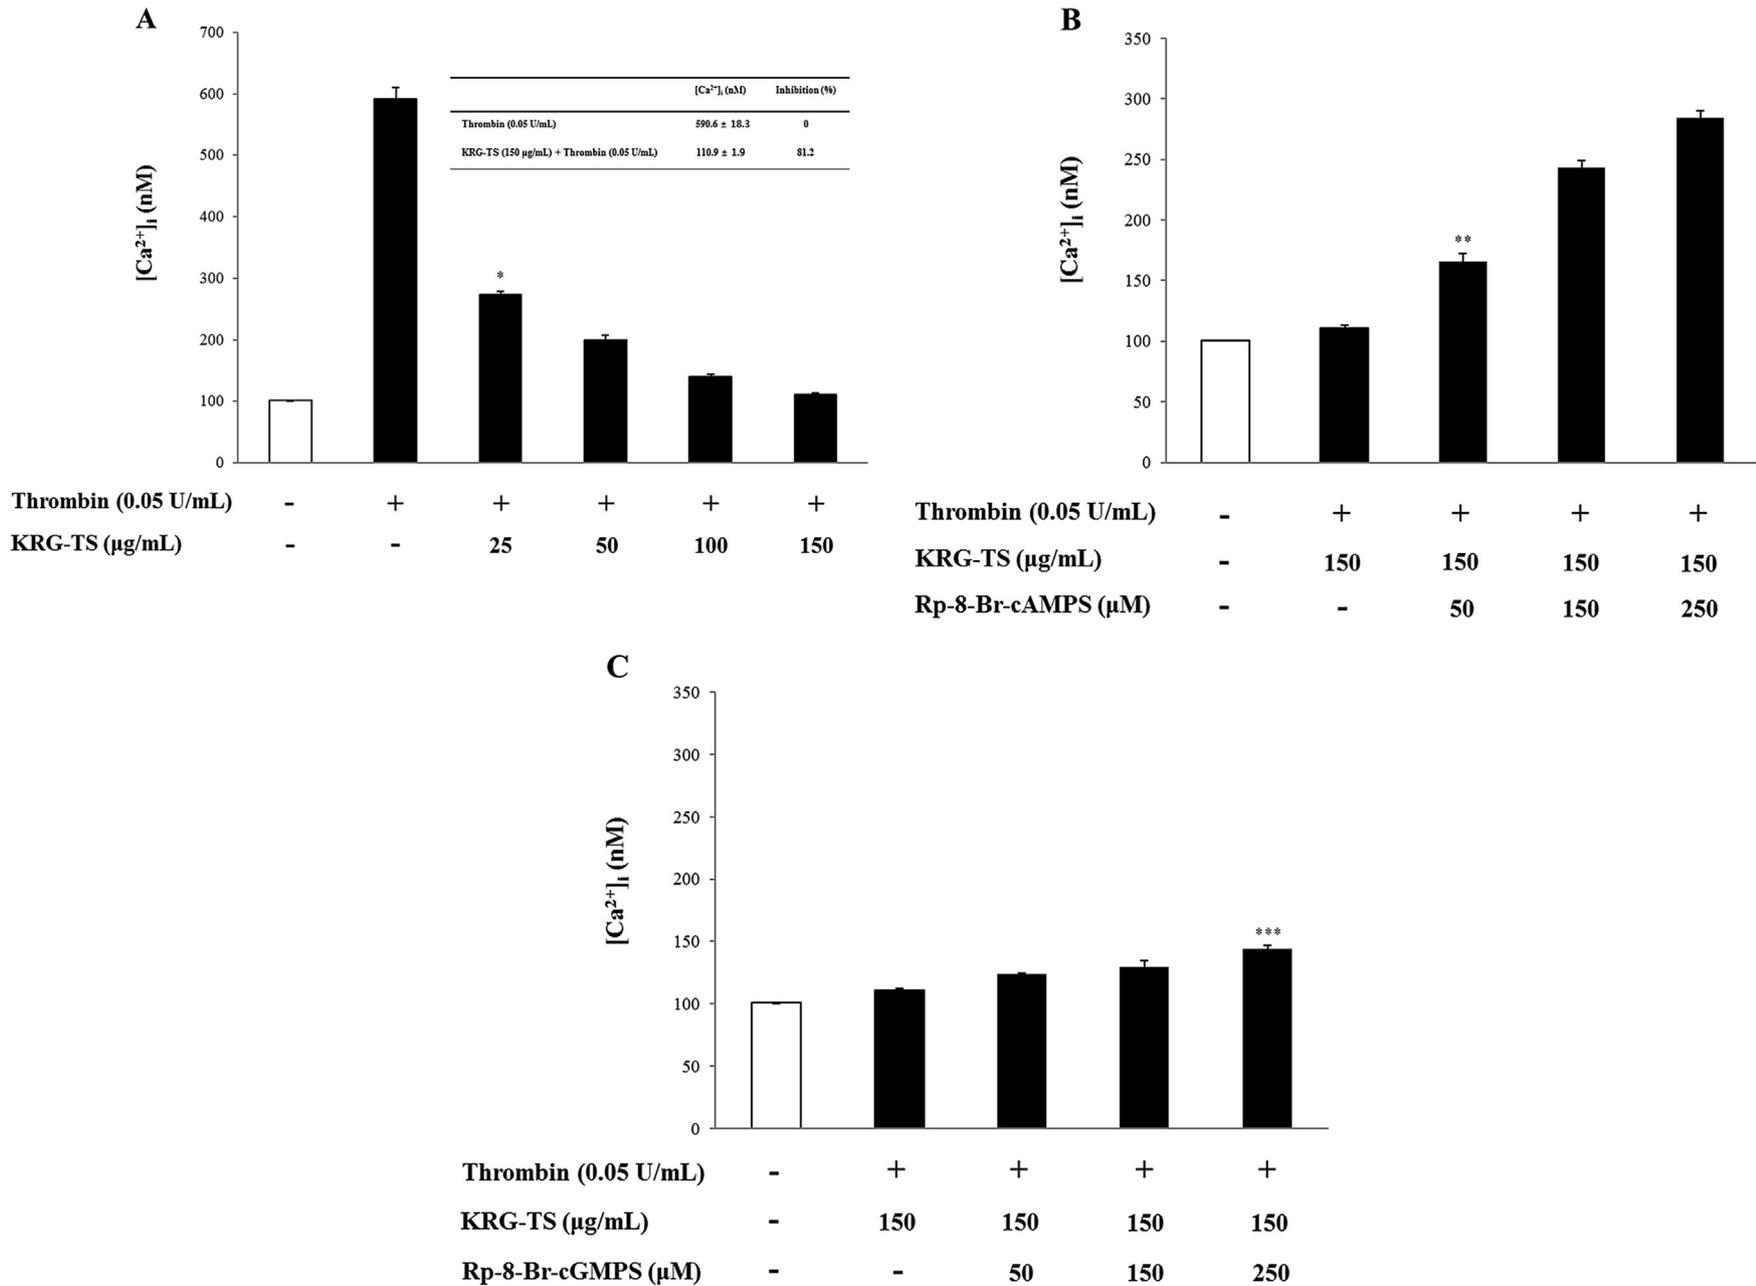 A
700
600
500
400
300
200
100
0
[Ca²⁺]ᵢ (nM)
[Ca²⁺]ᵢ (nM) Inhibition (%)
Thrombin (0.05 U/mL) 590.6 ± 18.3 0
KRG-TS (150 µg/mL) + Thrombin (0.05 U/mL) 110.9 ± 1.9 81.2
*
Thrombin (0.05 U/mL) - + + + + +
KRG-TS (µg/mL) - - 25 50 100 150
B
350
300
250
200
150
100
50
0
[Ca²⁺]ᵢ (nM)
**
Thrombin (0.05 U/mL) - + + + +
KRG-TS (µg/mL) - 150 150 150 150
Rp-8-Br-cAMPS (µM) - - 50 150 250
C
350
300
250
200
150
100
50
0
[Ca²⁺]ᵢ (nM)
***
Thrombin (0.05 U/mL) - + + + +
KRG-TS (µg/mL) - 150 150 150 150
Rp-8-Br-cGMPS (µM) - - 50 150 250